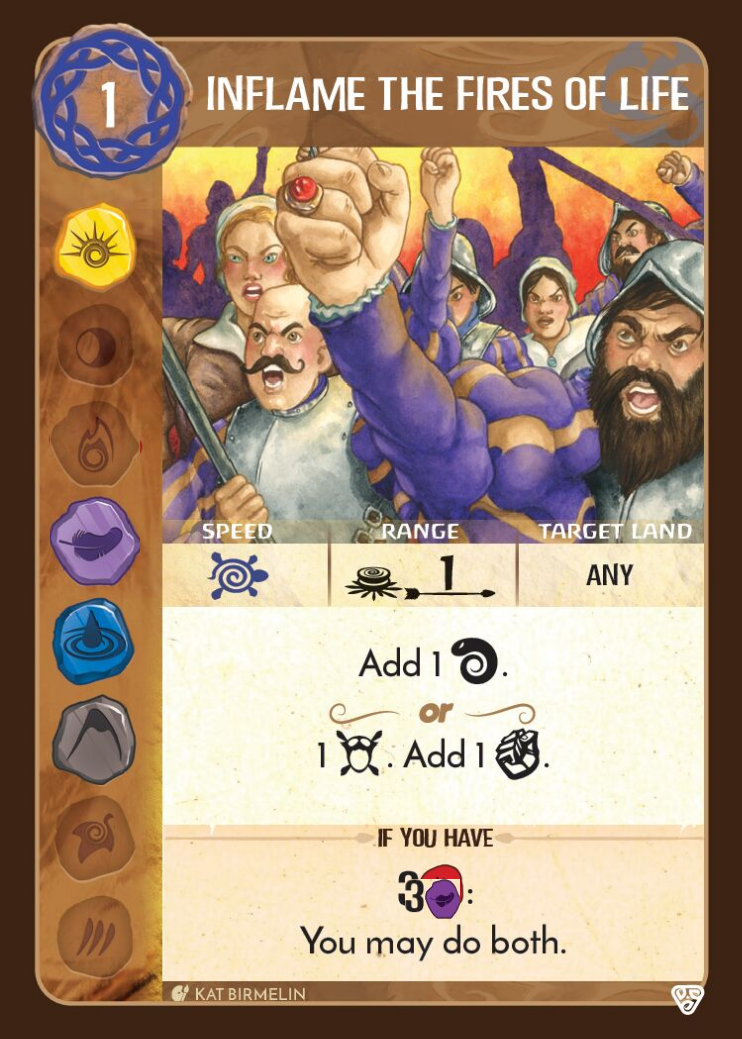 1
INFLAME THE FIRES OF LIFE
SPEED RANGE TARGET LAND
1 ANY
Add 1 .
or
1 . Add 1 .
IF YOU HAVE
3 :
You may do both.
KAT BIRMELIN